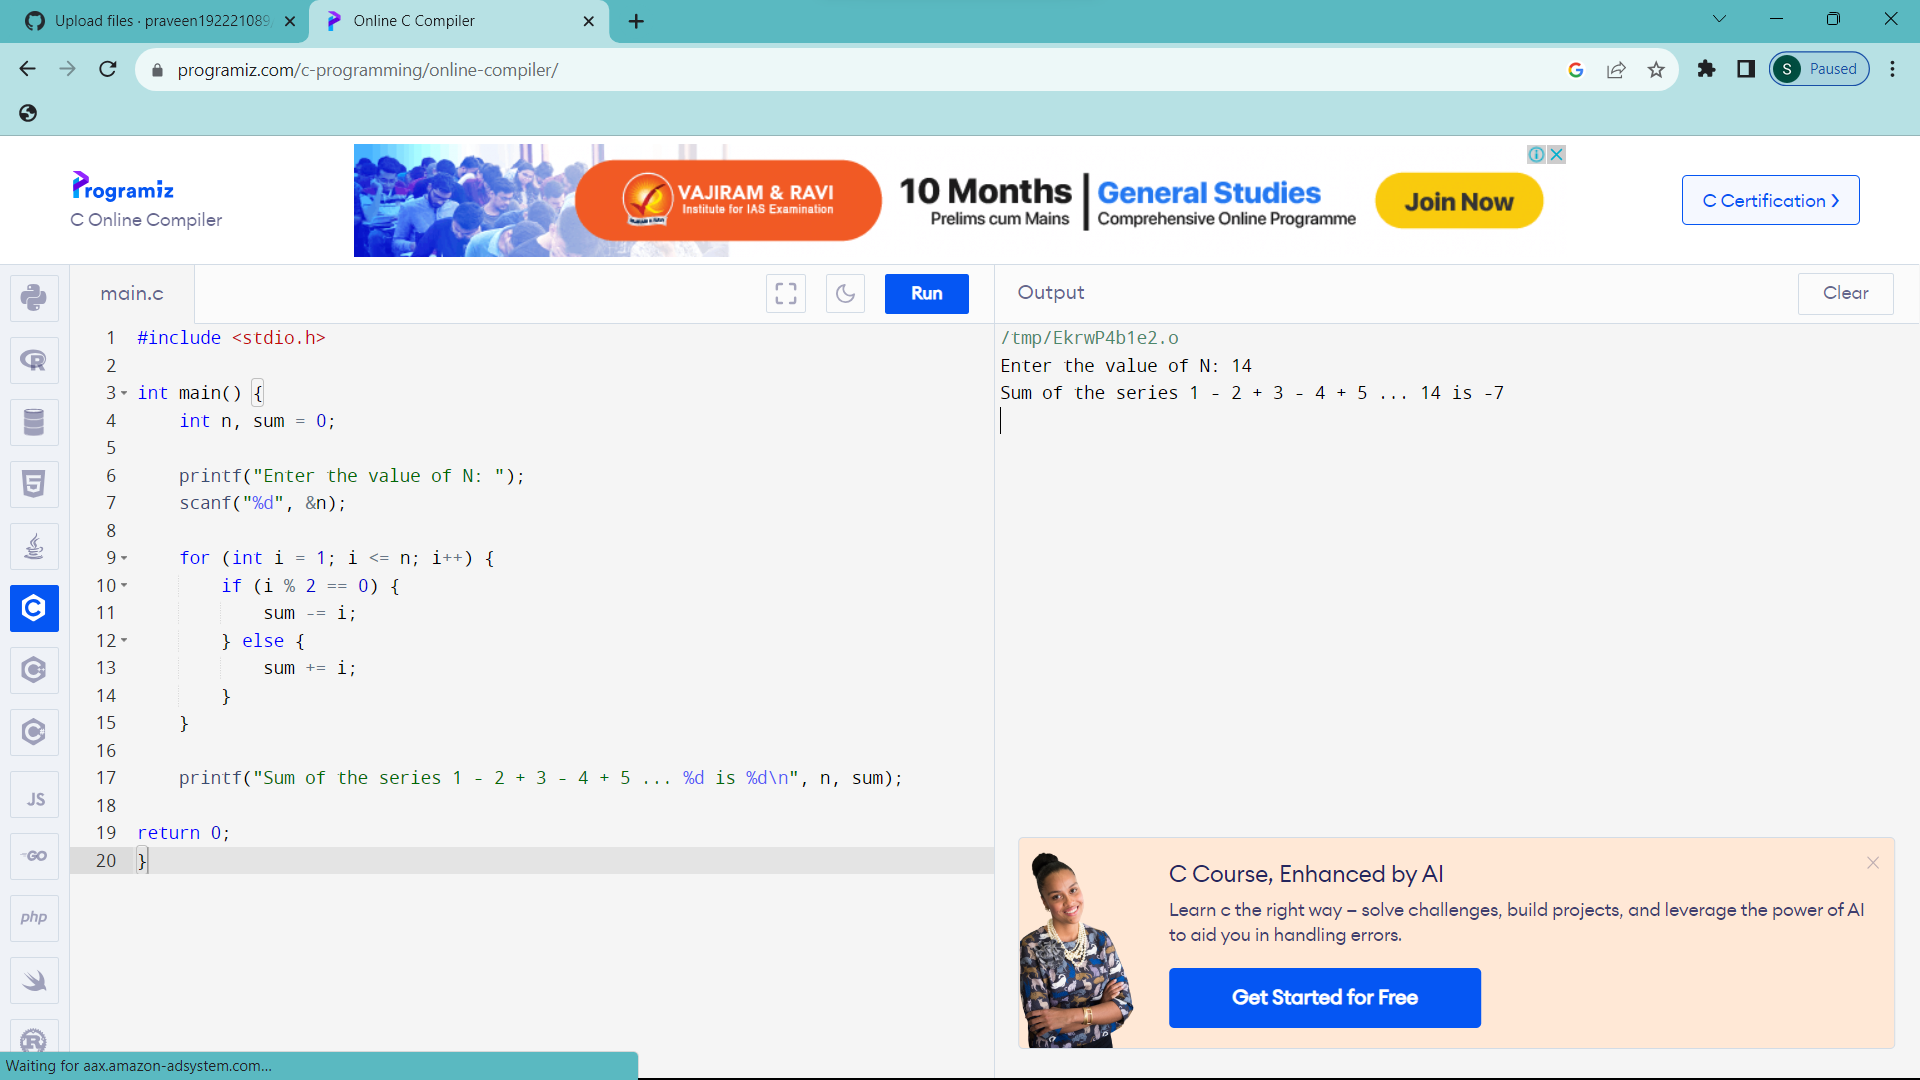 Upload files · praveen192221089
Online C Compiler
programiz.com/c-programming/online-compiler/
S
Paused
Programiz
C Online Compiler
VAJIRAM & RAVI
Institute for IAS Examination
10 Months
Prelims cum Mains
General Studies
Comprehensive Online Programme
Join Now
C Certification
main.c
Run
Output
Clear
1 #include <stdio.h>
2
3 int main() {
4     int n, sum = 0;
5
6     printf("Enter the value of N: ");
7     scanf("%d", &n);
8
9     for (int i = 1; i <= n; i++) {
10         if (i % 2 == 0) {
11             sum -= i;
12         } else {
13             sum += i;
14         }
15     }
16
17     printf("Sum of the series 1 - 2 + 3 - 4 + 5 ... %d is %d\n", n, sum);
18
19 return 0;
20 }
/tmp/EkrwP4b1e2.o
Enter the value of N: 14
Sum of the series 1 - 2 + 3 - 4 + 5 ... 14 is -7
JS
GO
php
C Course, Enhanced by AI
Learn c the right way – solve challenges, build projects, and leverage the power of AI
to aid you in handling errors.
Get Started for Free
Waiting for aax.amazon-adsystem.com...